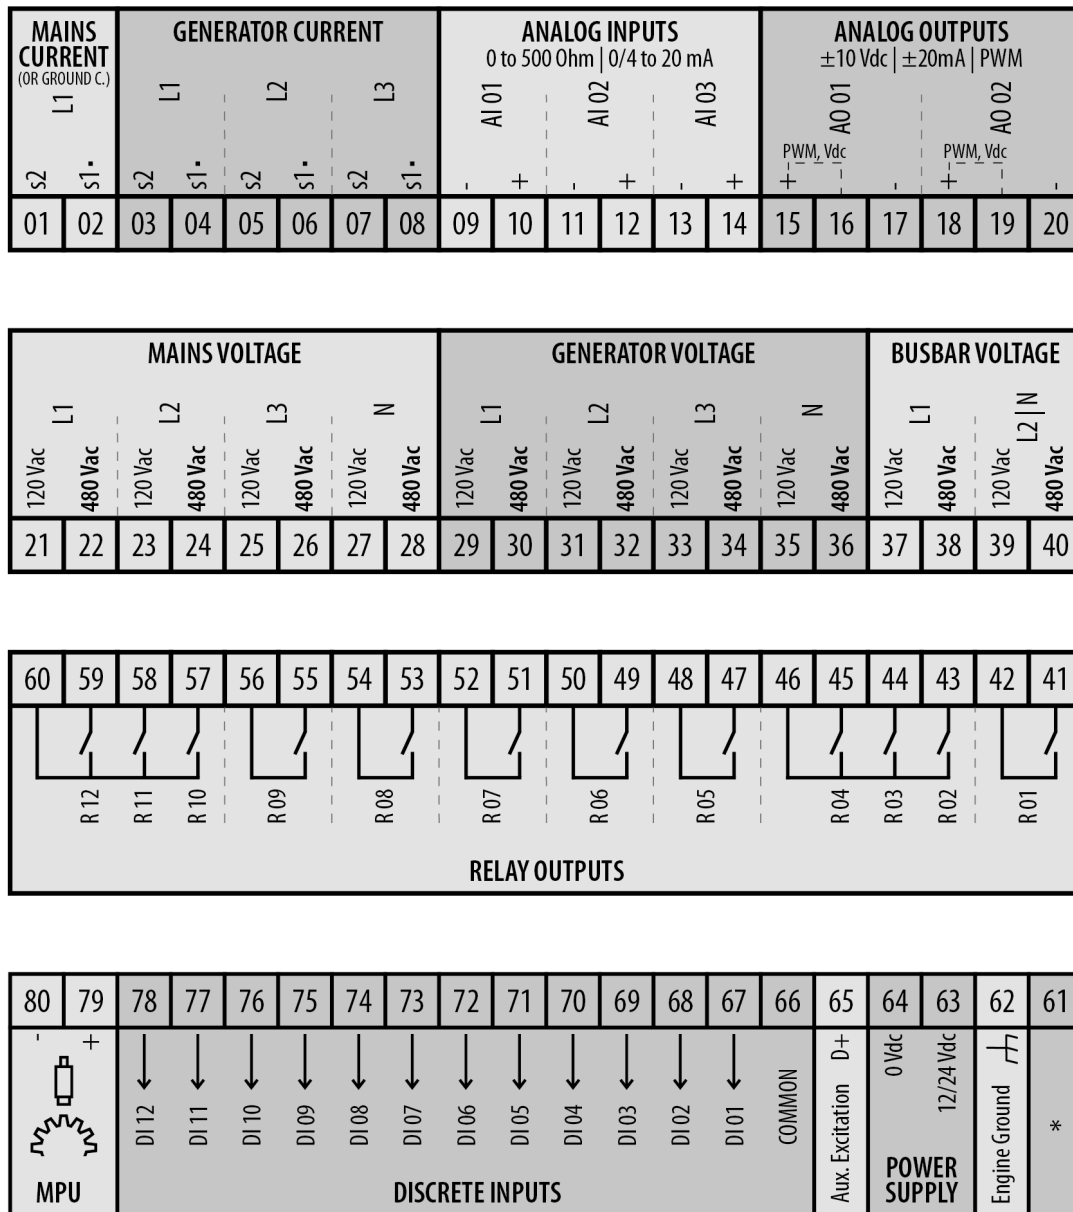 MAINS CURRENT
(OR GROUND C.)
L1
s2 s1·
GENERATOR CURRENT
L1 L2 L3
s2 s1· s2 s1· s2 s1·
ANALOG INPUTS
0 to 500 Ohm | 0/4 to 20 mA
AI 01 AI 02 AI 03
- + - + - +
ANALOG OUTPUTS
±10 Vdc | ±20mA | PWM
AO 01 AO 02
PWM, Vdc PWM, Vdc
+ - - + - -
01 02 03 04 05 06 07 08 09 10 11 12 13 14 15 16 17 18 19 20
MAINS VOLTAGE
L1 L2 L3 N
120 Vac 480 Vac 120 Vac 480 Vac 120 Vac 480 Vac 120 Vac 480 Vac
GENERATOR VOLTAGE
L1 L2 L3 N
120 Vac 480 Vac 120 Vac 480 Vac 120 Vac 480 Vac 120 Vac 480 Vac
BUSBAR VOLTAGE
L1 L2 | N
120 Vac 480 Vac 120 Vac 480 Vac
21 22 23 24 25 26 27 28 29 30 31 32 33 34 35 36 37 38 39 40
60 59 58 57 56 55 54 53 52 51 50 49 48 47 46 45 44 43 42 41
R 12 R 11 R 10 R 09 R 08 R 07 R 06 R 05 R 04 R 03 R 02 R 01
RELAY OUTPUTS
80 79 78 77 76 75 74 73 72 71 70 69 68 67 66 65 64 63 62 61
- +
MPU
DI 12 DI 11 DI 10 DI 09 DI 08 DI 07 DI 06 DI 05 DI 04 DI 03 DI 02 DI 01 COMMON
DISCRETE INPUTS
Aux. Excitation D+
0 Vdc 12/24 Vdc
POWER SUPPLY
Engine Ground
*